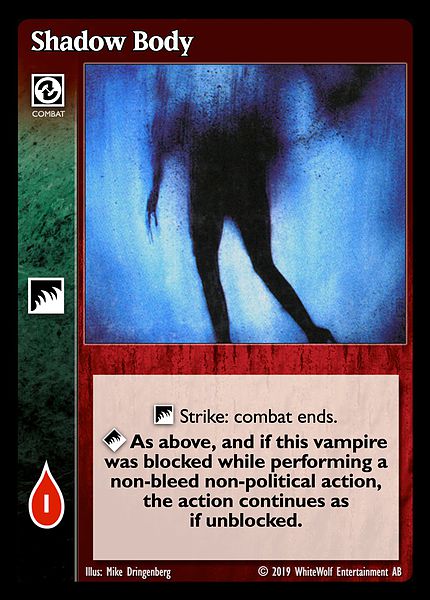 Shadow Body
COMBAT
Strike: combat ends.
As above, and if this vampire
was blocked while performing a
non-bleed non-political action,
the action continues as
if unblocked.
1
Illus: Mike Dringenberg © 2019 WhiteWolf Entertainment AB